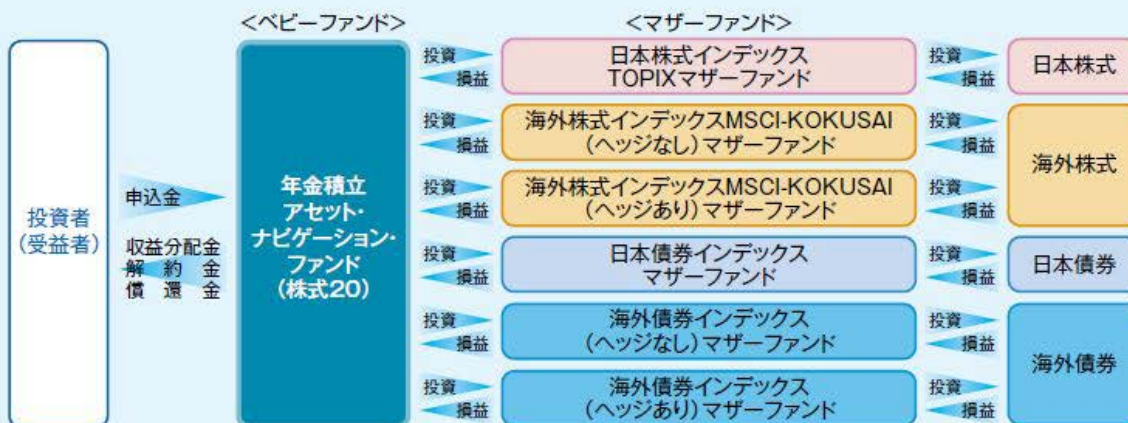 ＜ベビーファンド＞
＜マザーファンド＞
投資者
（受益者）
申込金
収益分配金
解約金
償還金
年金積立
アセット・
ナビゲーション・
ファンド
（株式20）
投資
損益
日本株式インデックス
TOPIXマザーファンド
投資
損益
日本株式
投資
損益
海外株式インデックスMSCI-KOKUSAI
（ヘッジなし）マザーファンド
投資
損益
海外株式
投資
損益
海外株式インデックスMSCI-KOKUSAI
（ヘッジあり）マザーファンド
投資
損益
投資
損益
日本債券インデックス
マザーファンド
投資
損益
日本債券
投資
損益
海外債券インデックス
（ヘッジなし）マザーファンド
投資
損益
海外債券
投資
損益
海外債券インデックス
（ヘッジあり）マザーファンド
投資
損益